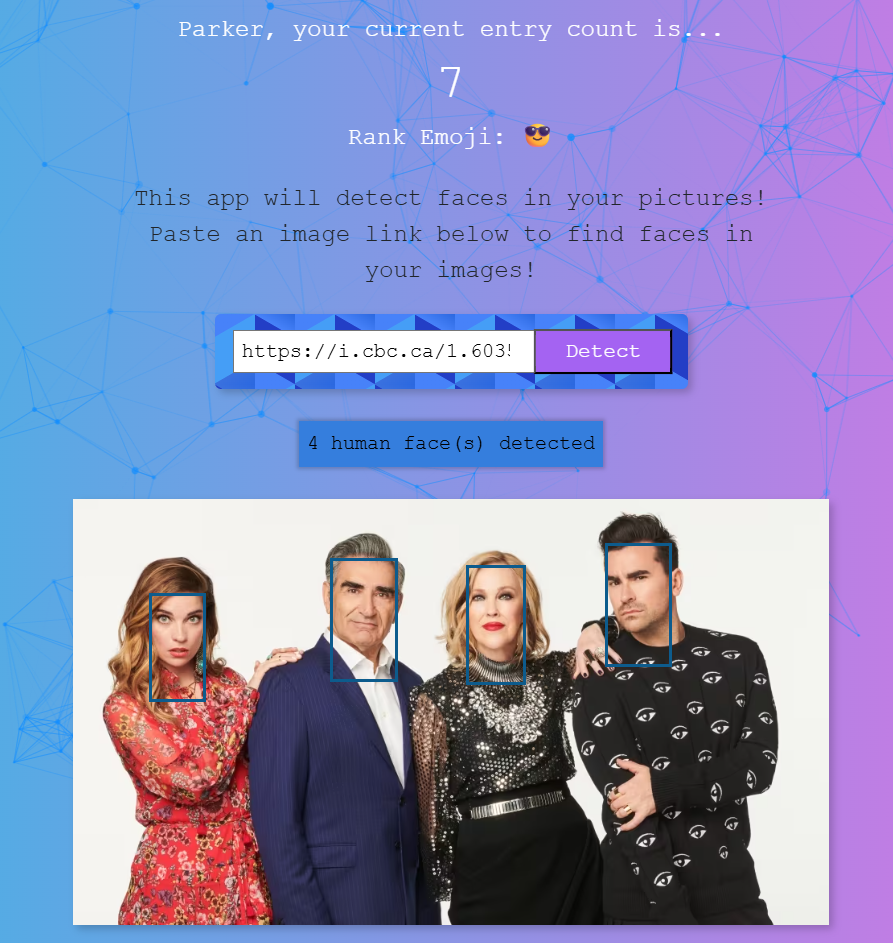 Parker, your current entry count is...
7
Rank Emoji: 😎
This app will detect faces in your pictures!
Paste an image link below to find faces in
your images!
https://i.cbc.ca/1.603
Detect
4 human face(s) detected